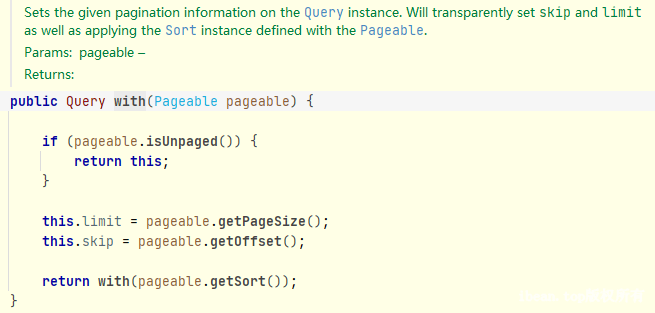 Sets the given pagination information on the Query instance. Will transparently set skip and limit
as well as applying the Sort instance defined with the Pageable.
Params: pageable –
Returns:
public Query with(Pageable pageable) {
if (pageable.isUnpaged()) {
return this;
}
this.limit = pageable.getPageSize();
this.skip = pageable.getOffset();
return with(pageable.getSort());
}